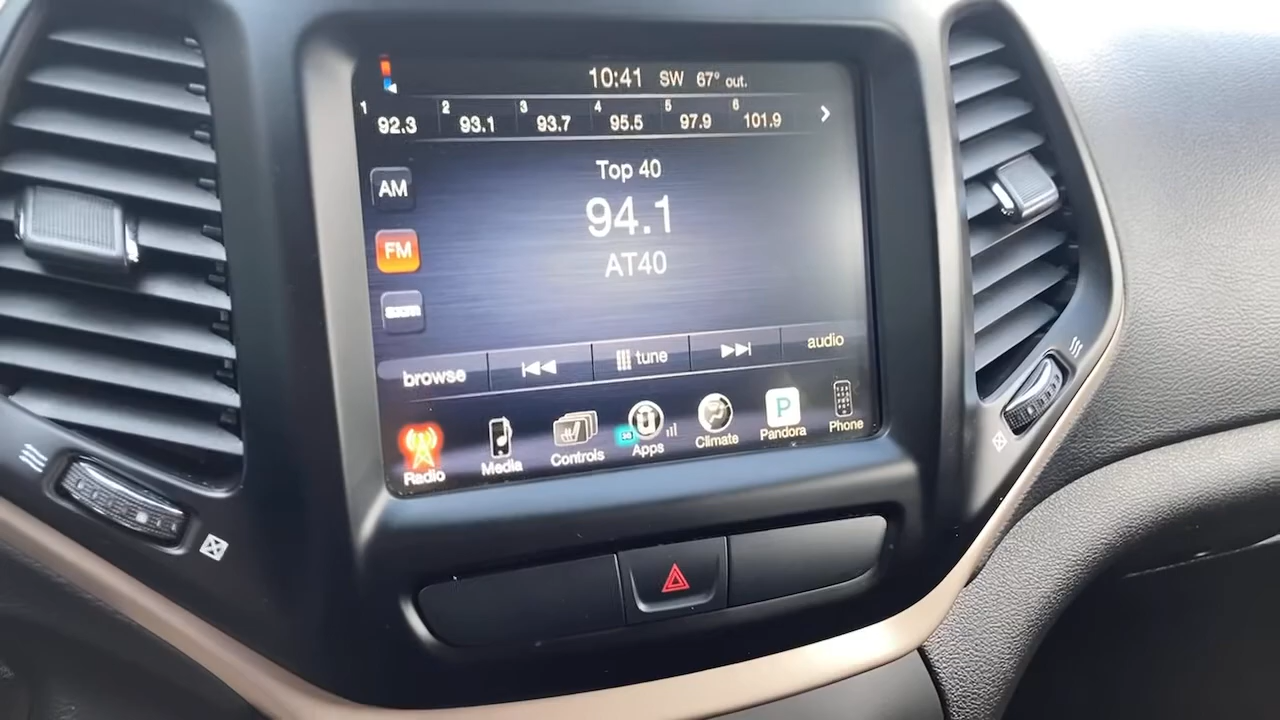 10:41 SW 67° out.
1 2 3 4 5 6
92.3 93.1 93.7 95.5 97.9 101.9
AM
Top 40
94.1
FM
AT40
browse tune audio
Radio Media Controls Apps Climate P Pandora Phone